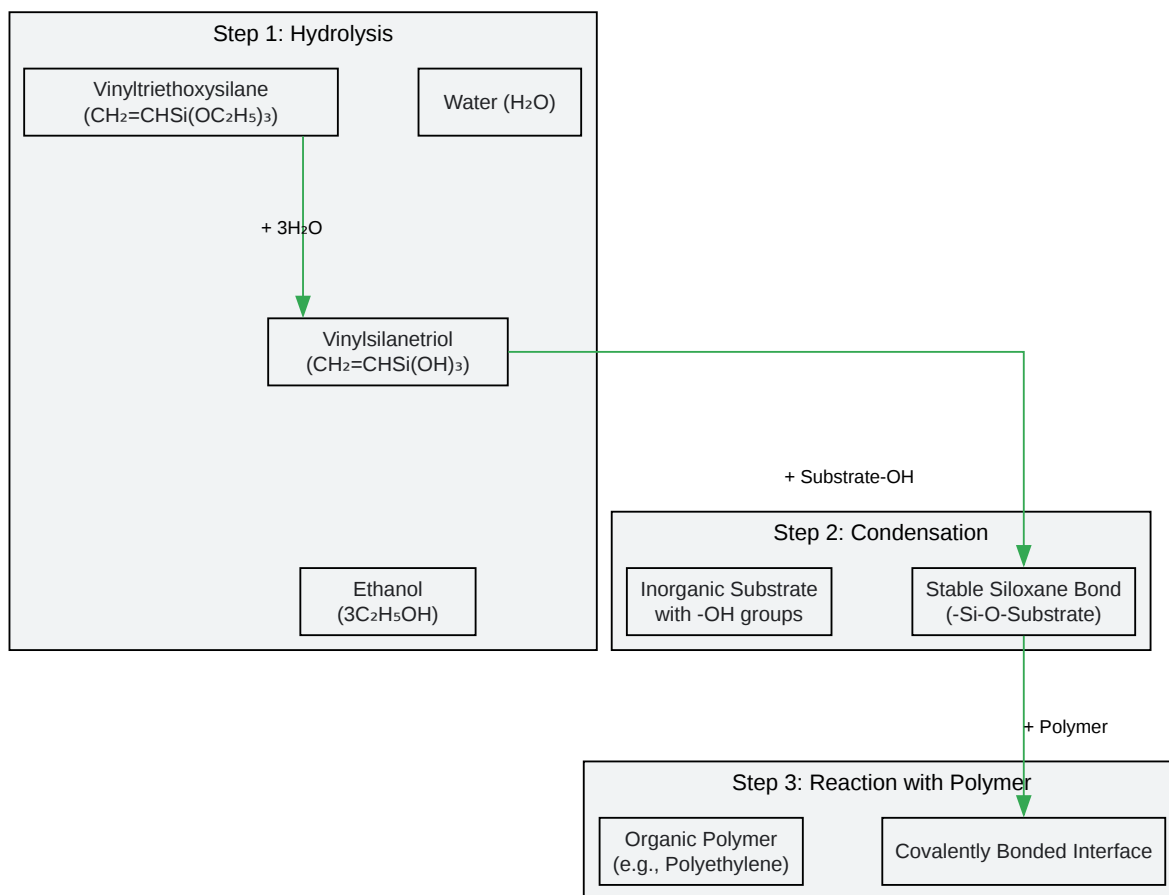 Step 1: Hydrolysis
Vinyltriethoxysilane
(CH₂=CHSi(OC₂H₅)₃)
Water (H₂O)
+ 3H₂O
Vinylsilanetriol
(CH₂=CHSi(OH)₃)
Ethanol
(3C₂H₅OH)
+ Substrate-OH
Step 2: Condensation
Inorganic Substrate
with -OH groups
Stable Siloxane Bond
(-Si-O-Substrate)
+ Polymer
Step 3: Reaction with Polymer
Organic Polymer
(e.g., Polyethylene)
Covalently Bonded Interface